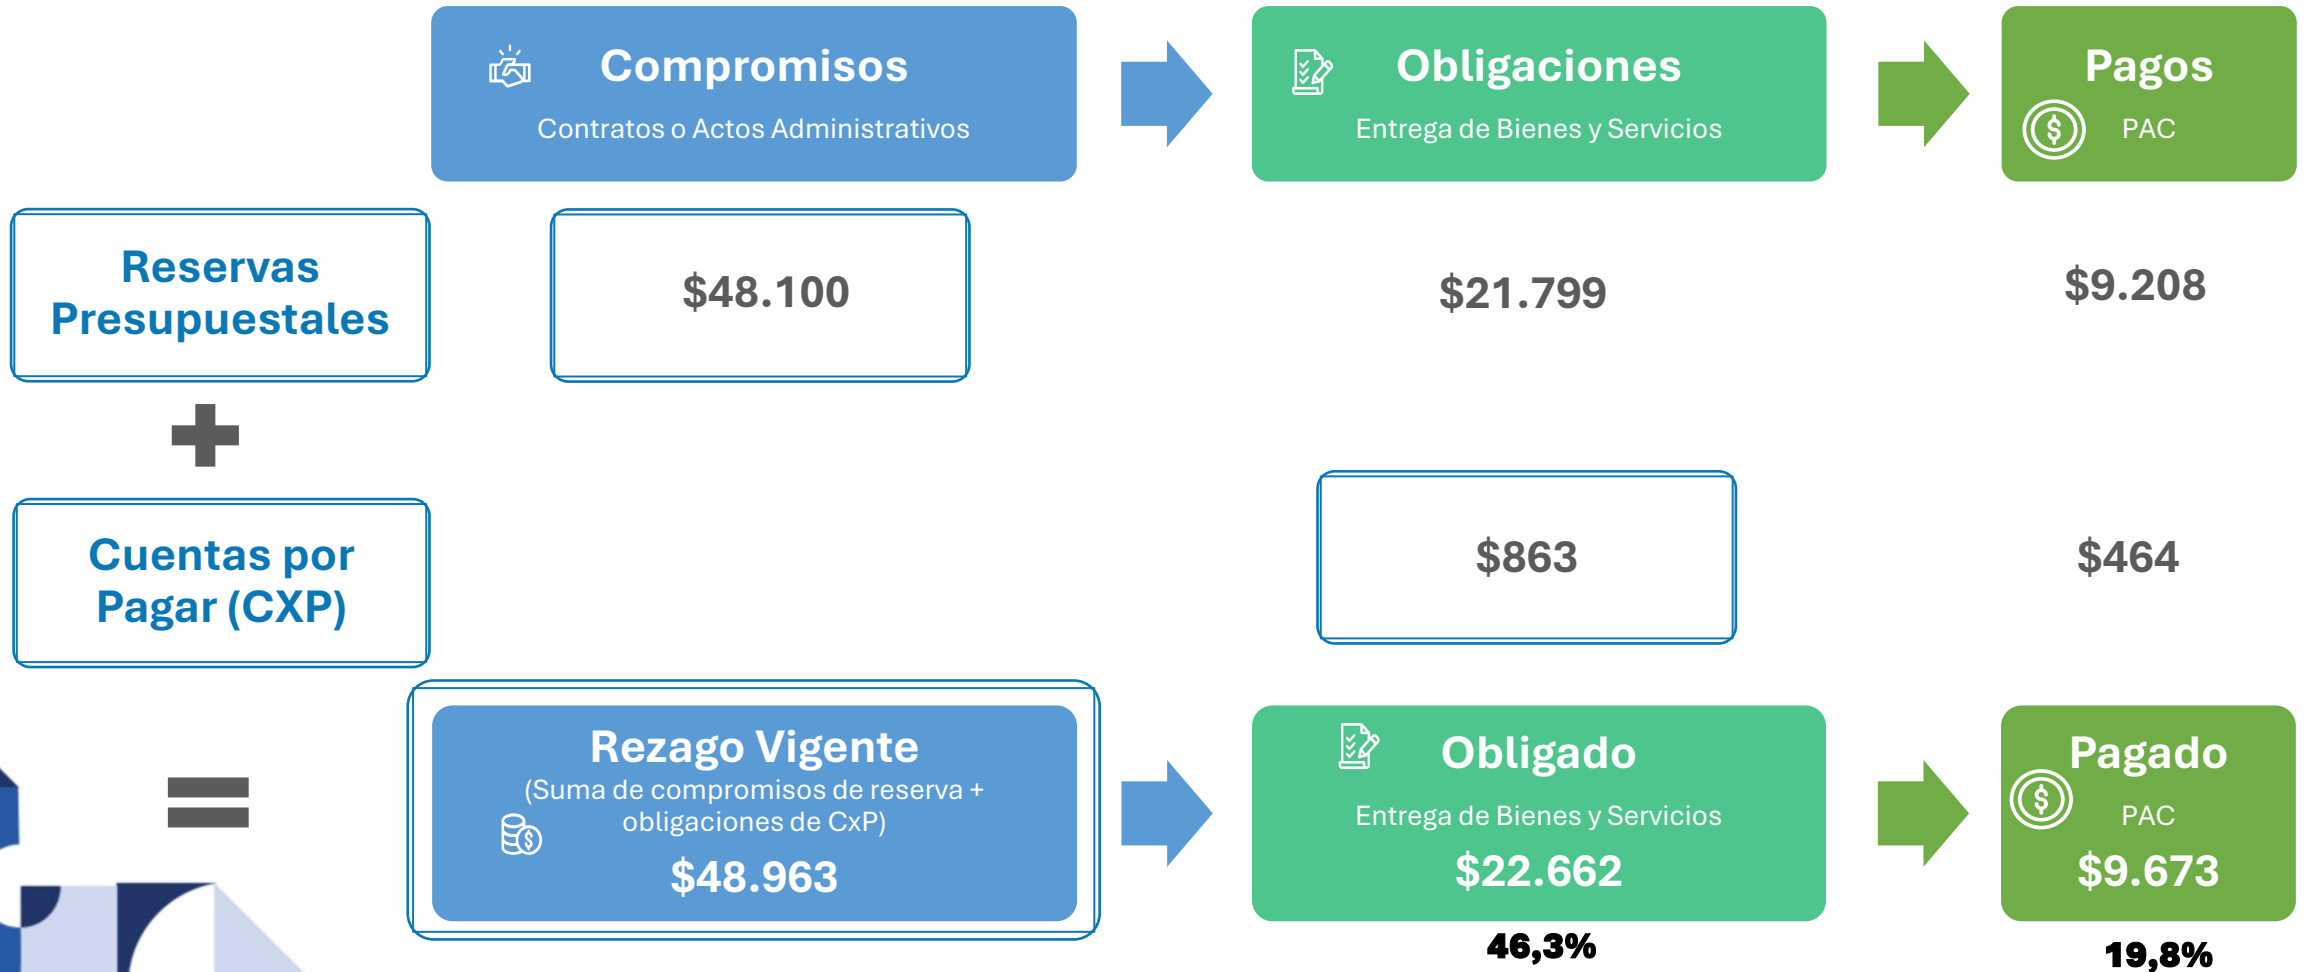 Compromisos
Contratos o Actos Administrativos
Obligaciones
Entrega de Bienes y Servicios
Pagos
PAC
Reservas
Presupuestales
$48.100
$21.799
$9.208
Cuentas por
Pagar (CXP)
$863
$464
Rezago Vigente
(Suma de compromisos de reserva +
obligaciones de CxP)
$48.963
Obligado
Entrega de Bienes y Servicios
$22.662
46,3%
Pagado
PAC
$9.673
19,8%